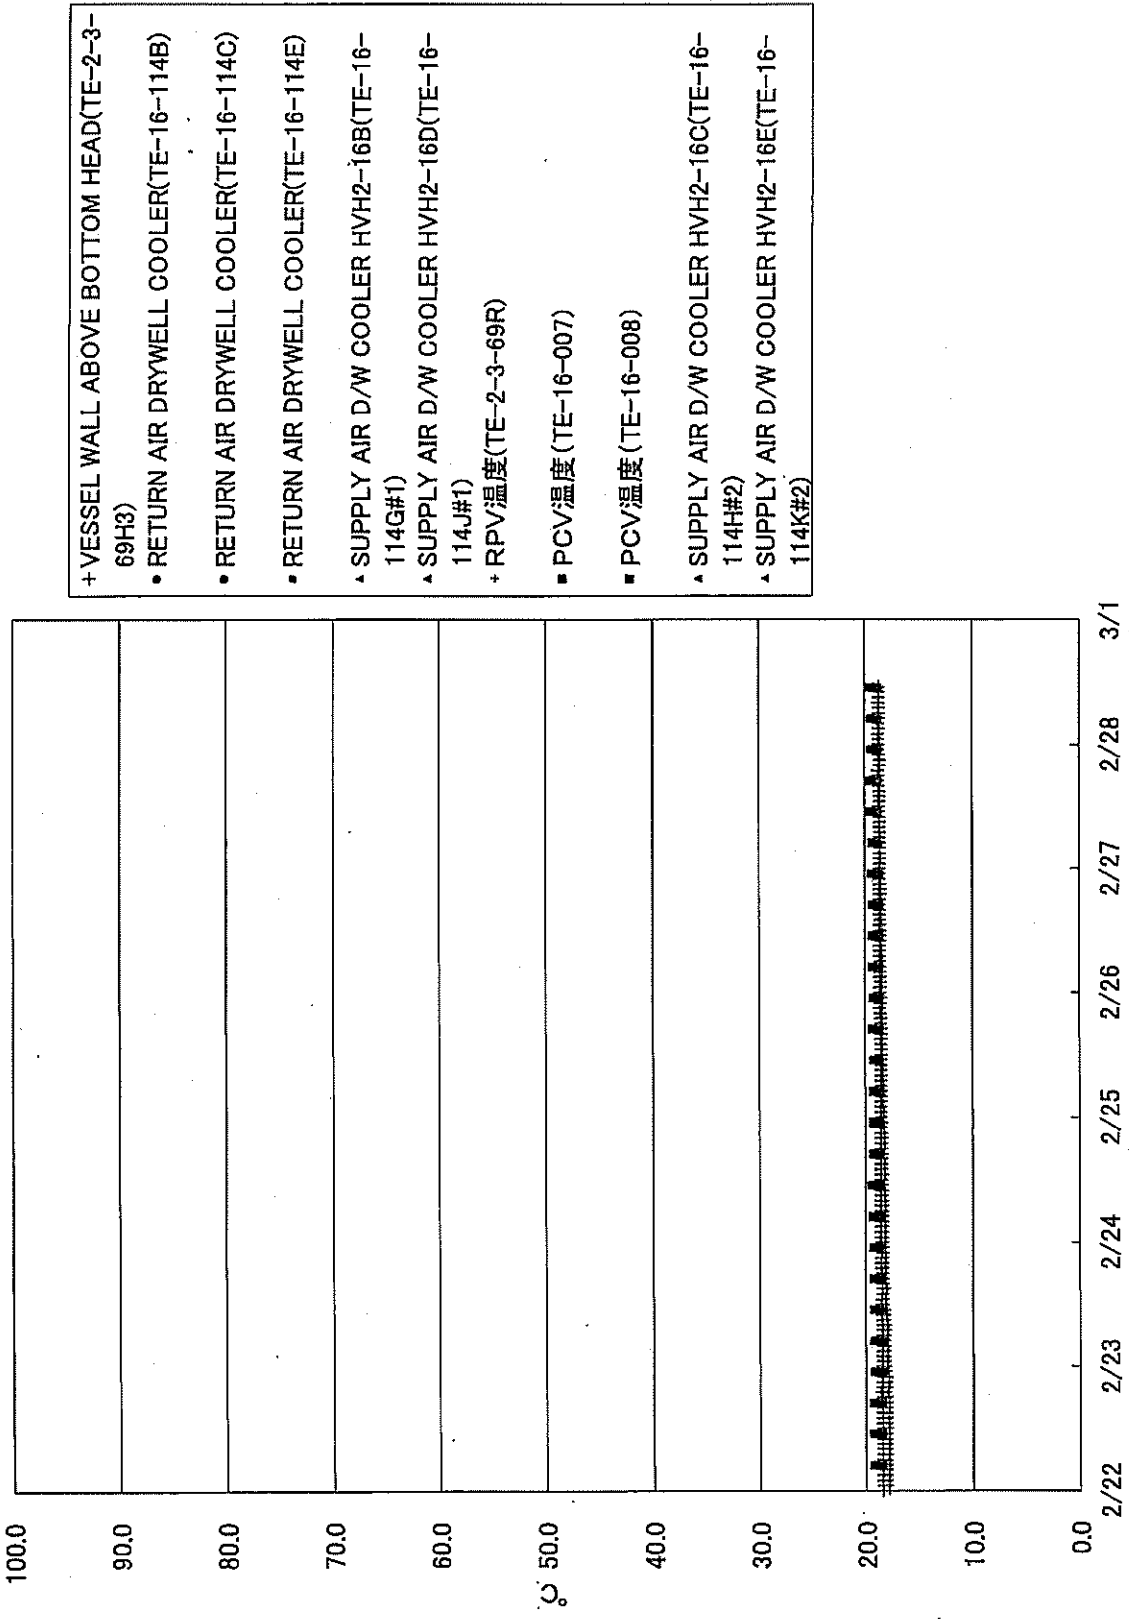 100.0
90.0
80.0
70.0
60.0
50.0
40.0
30.0
20.0
10.0
0.0
℃
2/22
2/23
2/24
2/25
2/26
2/27
2/28
3/1
+VESSEL WALL ABOVE BOTTOM HEAD(TE-2-3-
69H3)
• RETURN AIR DRYWELL COOLER(TE-16-114B)
• RETURN AIR DRYWELL COOLER(TE-16-114C)
▪ RETURN AIR DRYWELL COOLER(TE-16-114E)
▲ SUPPLY AIR D/W COOLER HVH2-16B(TE-16-
114G#1)
▲ SUPPLY AIR D/W COOLER HVH2-16D(TE-16-
114J#1)
+ RPV温度(TE-2-3-69R)
■ PCV温度(TE-16-007)
■ PCV温度(TE-16-008)
▲ SUPPLY AIR D/W COOLER HVH2-16C(TE-16-
114H#2)
▲ SUPPLY AIR D/W COOLER HVH2-16E(TE-16-
114K#2)